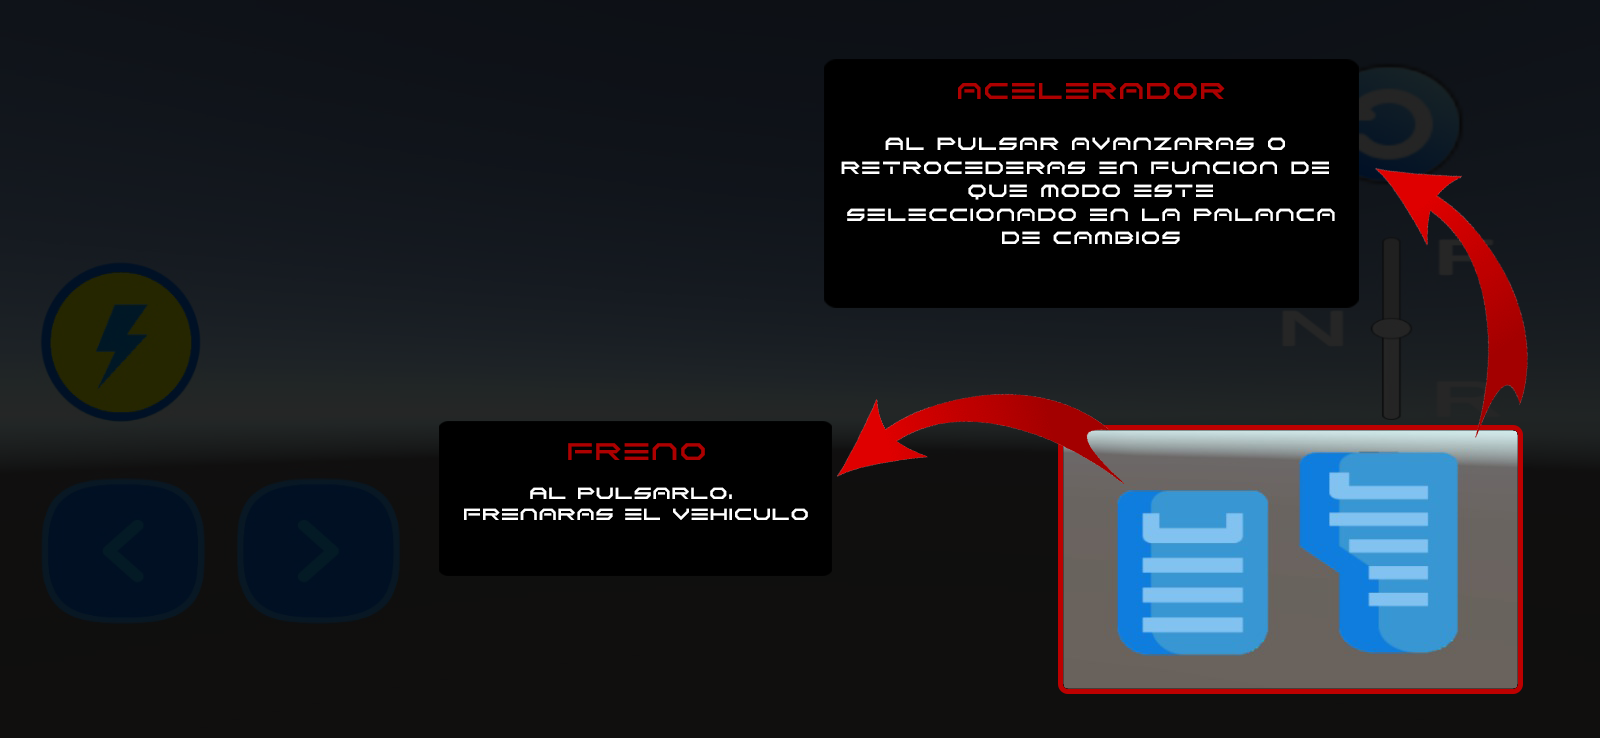 ACELERADOR
AL PULSAR AVANZARAS O
RETROCEDERAS EN FUNCION DE
QUE MODO ESTE
SELECCIONADO EN LA PALANCA
DE CAMBIOS
F
N
R
FRENO
AL PULSARLO,
FRENARAS EL VEHICULO